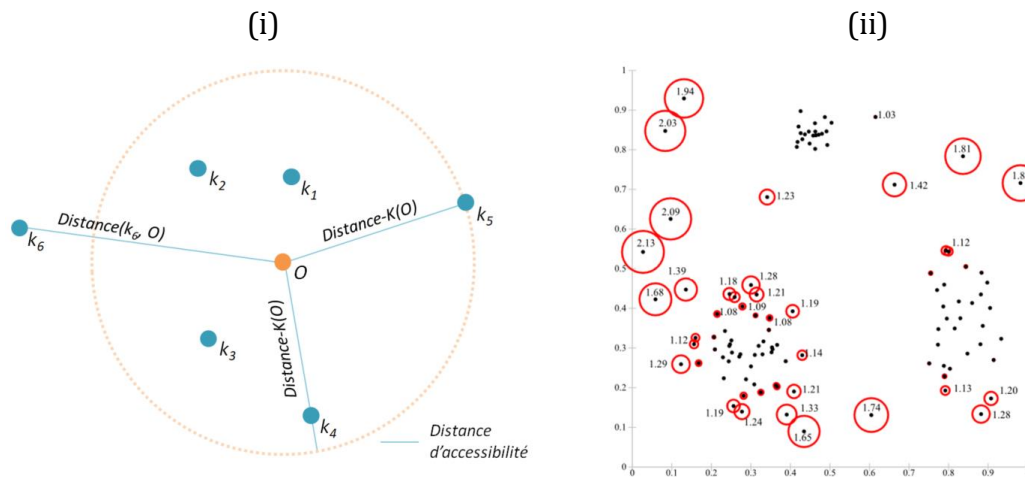 (i)
(ii)
k1
k2
k3
k4
k5
k6
O
Distance(k6, O)
Distance-K(O)
Distance-K(O)
Distance
d'accessibilité
1
0.9
0.8
0.7
0.6
0.5
0.4
0.3
0.2
0.1
0
0 0.1 0.2 0.3 0.4 0.5 0.6 0.7 0.8 0.9
1.94
2.03
1.03
1.81
1.8
1.42
1.23
2.09
2.13
1.12
1.39
1.68
1.18
1.28
1.21
1.09
1.08
1.08
1.19
1.12
1.14
1.29
1.21
1.19
1.24
1.33
1.65
1.74
1.13
1.20
1.28